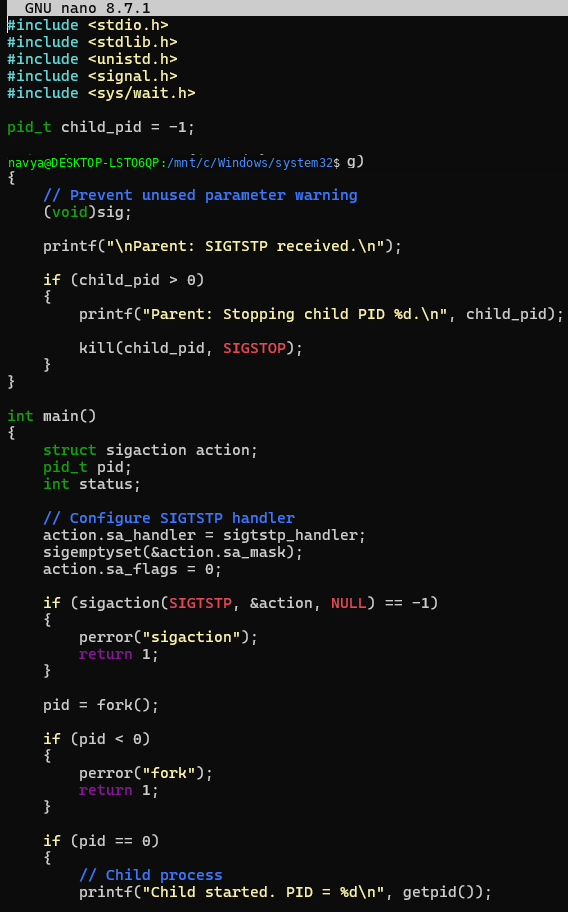 GNU nano 8.7.1
#include <stdio.h>
#include <stdlib.h>
#include <unistd.h>
#include <signal.h>
#include <sys/wait.h>
pid_t child_pid = -1;
navya@DESKTOP-LSTO6QP:/mnt/c/Windows/system32$ g)
{
    // Prevent unused parameter warning
    (void)sig;
    printf("\nParent: SIGTSTP received.\n");
    if (child_pid > 0)
    {
        printf("Parent: Stopping child PID %d.\n", child_pid);
        kill(child_pid, SIGSTOP);
    }
}
int main()
{
    struct sigaction action;
    pid_t pid;
    int status;
    // Configure SIGTSTP handler
    action.sa_handler = sigtstp_handler;
    sigemptyset(&action.sa_mask);
    action.sa_flags = 0;
    if (sigaction(SIGTSTP, &action, NULL) == -1)
    {
        perror("sigaction");
        return 1;
    }
    pid = fork();
    if (pid < 0)
    {
        perror("fork");
        return 1;
    }
    if (pid == 0)
    {
        // Child process
        printf("Child started. PID = %d\n", getpid());